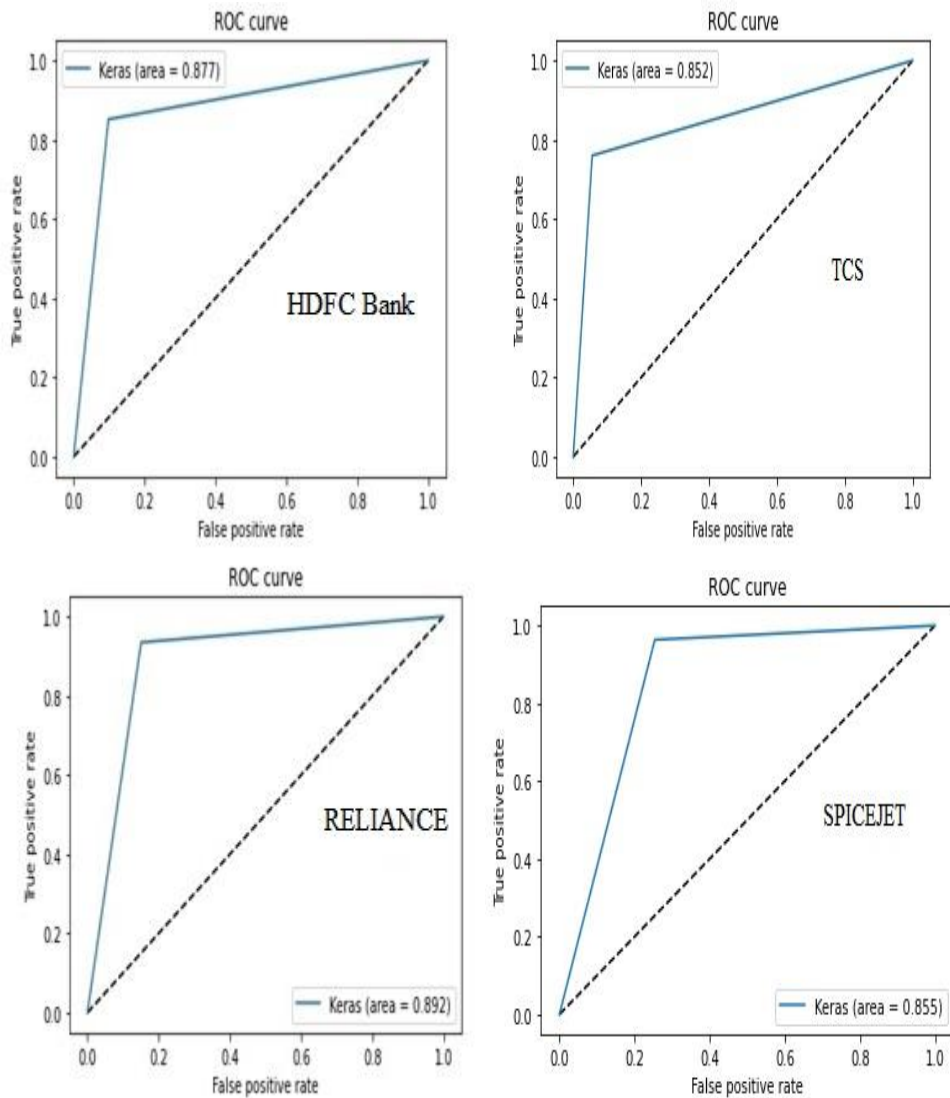 ROC curve
Keras (area = 0.877)
1.0
0.8
0.6
0.4
0.2
0.0
True positive rate
HDFC Bank
0.0 0.2 0.4 0.6 0.8 1.0
False positive rate
ROC curve
Keras (area = 0.852)
1.0
0.8
0.6
0.4
0.2
0.0
True positive rate
TCS
0.0 0.2 0.4 0.6 0.8 1.0
False positive rate
ROC curve
1.0
0.8
0.6
0.4
0.2
0.0
True positive rate
RELIANCE
Keras (area = 0.892)
0.0 0.2 0.4 0.6 0.8 1.0
False positive rate
ROC curve
1.0
0.8
0.6
0.4
0.2
0.0
True positive rate
SPICEJET
Keras (area = 0.855)
0.0 0.2 0.4 0.6 0.8 1.0
False positive rate